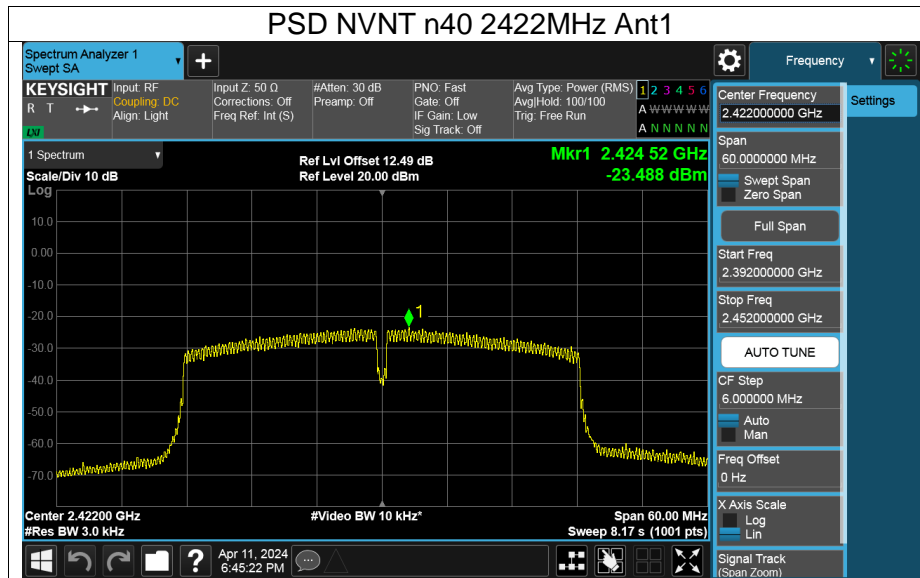 PSD NVNT n40 2422MHz Ant1
Spectrum Analyzer 1
Swept SA
+
Frequency
KEYSIGHT
R T
LXI
Input: RF
Coupling: DC
Align: Light
Input Z: 50 Ω
Corrections: Off
Freq Ref: Int (S)
#Atten: 30 dB
Preamp: Off
PNO: Fast
Gate: Off
IF Gain: Low
Sig Track: Off
Avg Type: Power (RMS)
Avg|Hold: 100/100
Trig: Free Run
1 2 3 4 5 6
A W W W W W
A N N N N N
1 Spectrum
Scale/Div 10 dB
Log
Ref Lvl Offset 12.49 dB
Ref Level 20.00 dBm
Mkr1 2.424 52 GHz
-23.488 dBm
10.0
0.00
-10.0
-20.0
-30.0
-40.0
-50.0
-60.0
-70.0
1
Center 2.42200 GHz
#Res BW 3.0 kHz
#Video BW 10 kHz*
Span 60.00 MHz
Sweep 8.17 s (1001 pts)
?
Apr 11, 2024
6:45:22 PM
Center Frequency
2.422000000 GHz
Settings
Span
60.0000000 MHz
Swept Span
Zero Span
Full Span
Start Freq
2.392000000 GHz
Stop Freq
2.452000000 GHz
AUTO TUNE
CF Step
6.000000 MHz
Auto
Man
Freq Offset
0 Hz
X Axis Scale
Log
Lin
Signal Track
(Span Zoom)